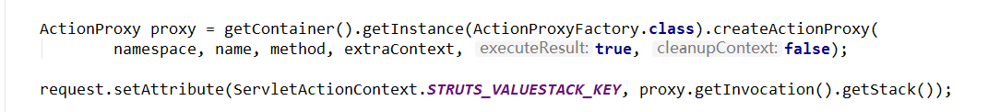 ActionProxy proxy = getContainer().getInstance(ActionProxyFactory.class).createActionProxy(
namespace, name, method, extraContext, executeResult: true, cleanupContext: false);
request.setAttribute(ServletActionContext.STRUTS_VALUESTACK_KEY, proxy.getInvocation().getStack());